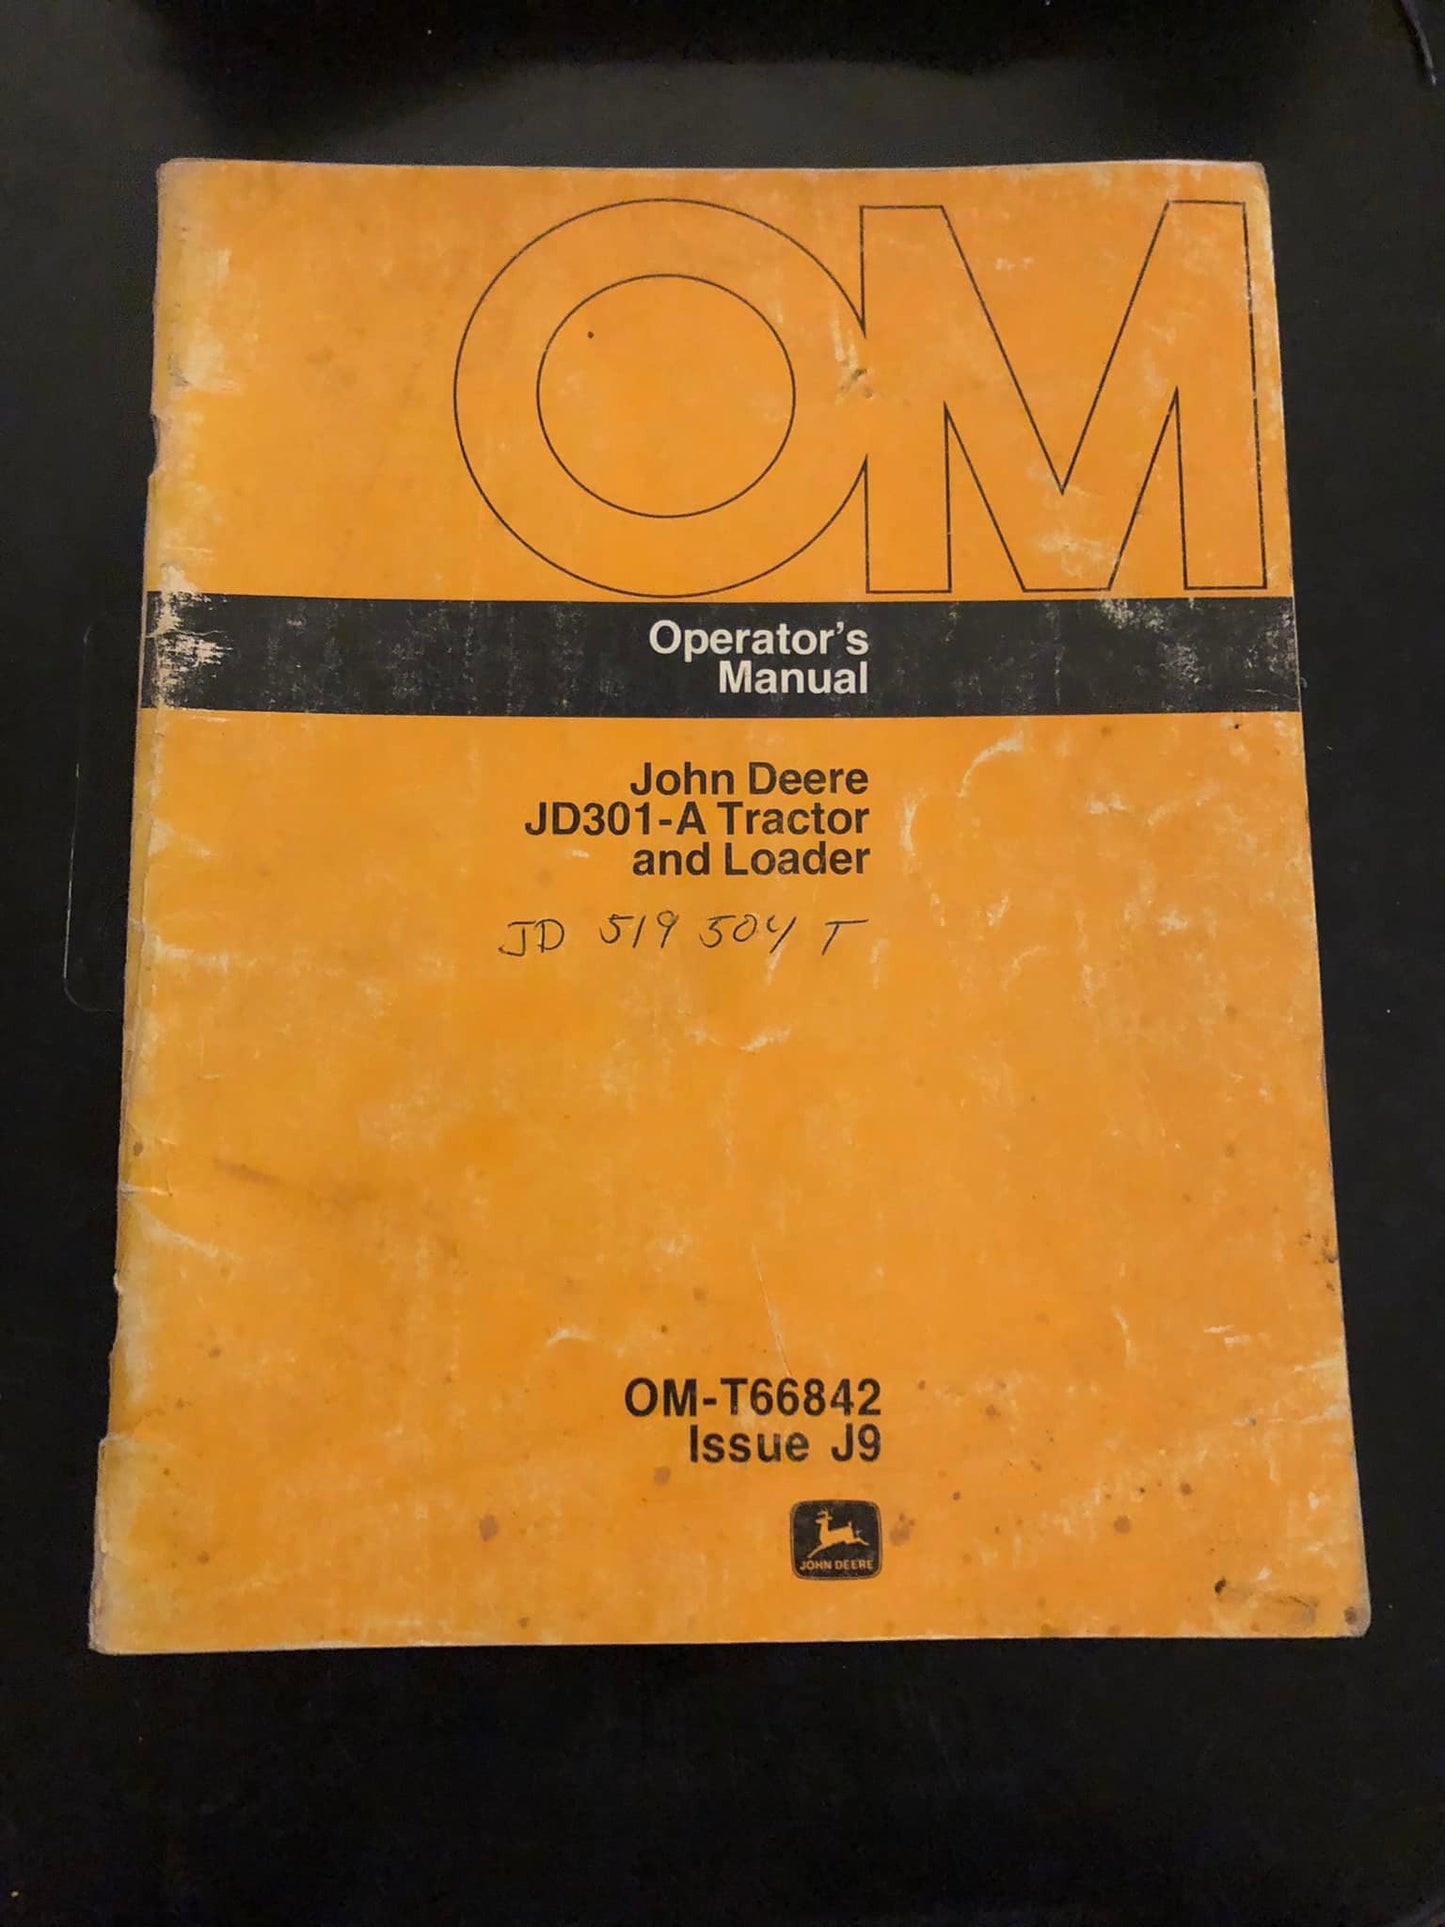 OM
Operator's
Manual
John Deere
JD301-A Tractor
and Loader
JD 519 504 T
OM-T66842
Issue J9
JOHN DEERE